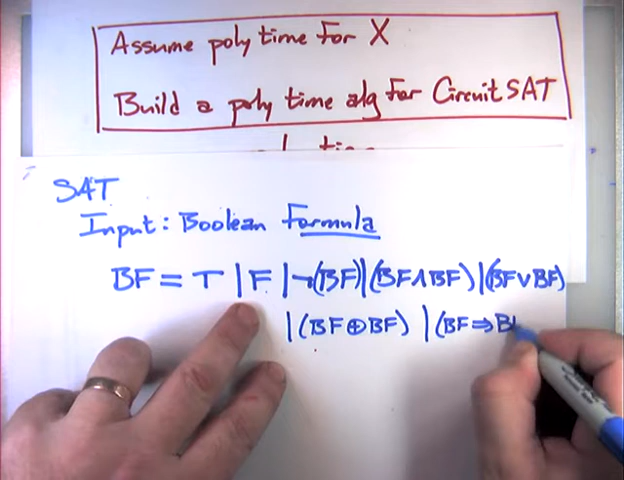 Assume poly time for X
Build a poly time alg for Circuit SAT
SAT
Input: Boolean Formula
BF = T | F | ¬(BF) | (BF ∧ BF) | (BF ∨ BF)
| (BF ⊕ BF) | (BF ⇒ B